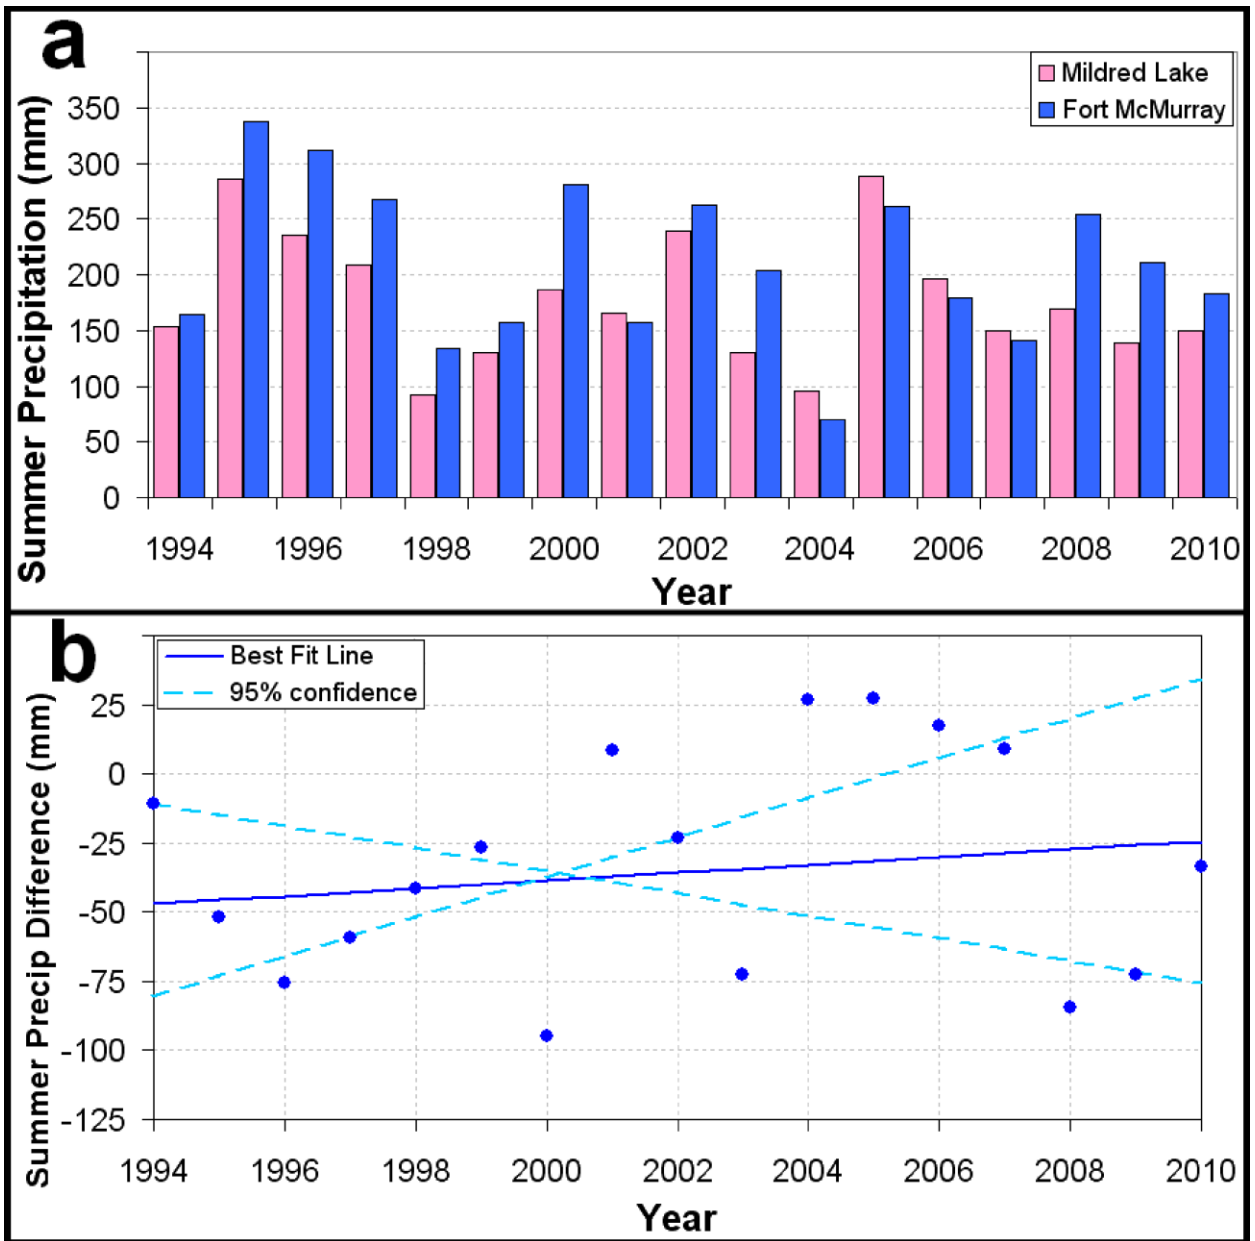 a
Mildred Lake
Fort McMurray
Summer Precipitation (mm)
350
300
250
200
150
100
50
0
1994 1996 1998 2000 2002 2004 2006 2008 2010
Year
b
Best Fit Line
95% confidence
Summer Precip Difference (mm)
25
0
-25
-50
-75
-100
-125
1994 1996 1998 2000 2002 2004 2006 2008 2010
Year